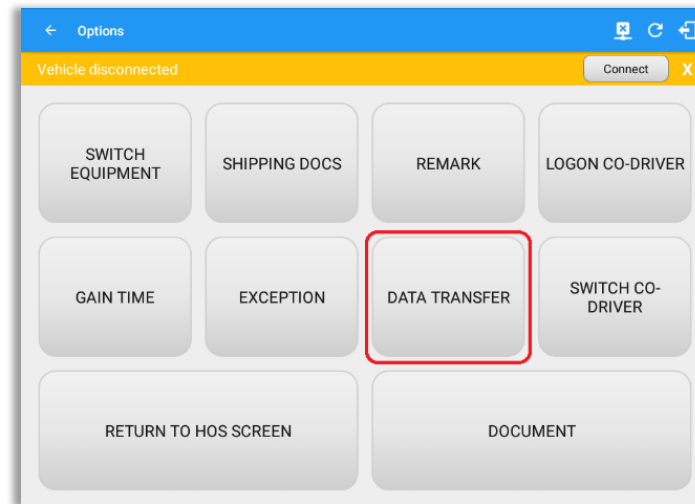 Options
Vehicle disconnected
Connect
X
SWITCH
EQUIPMENT
SHIPPING DOCS
REMARK
LOGON CO-DRIVER
GAIN TIME
EXCEPTION
DATA TRANSFER
SWITCH CO-
DRIVER
RETURN TO HOS SCREEN
DOCUMENT